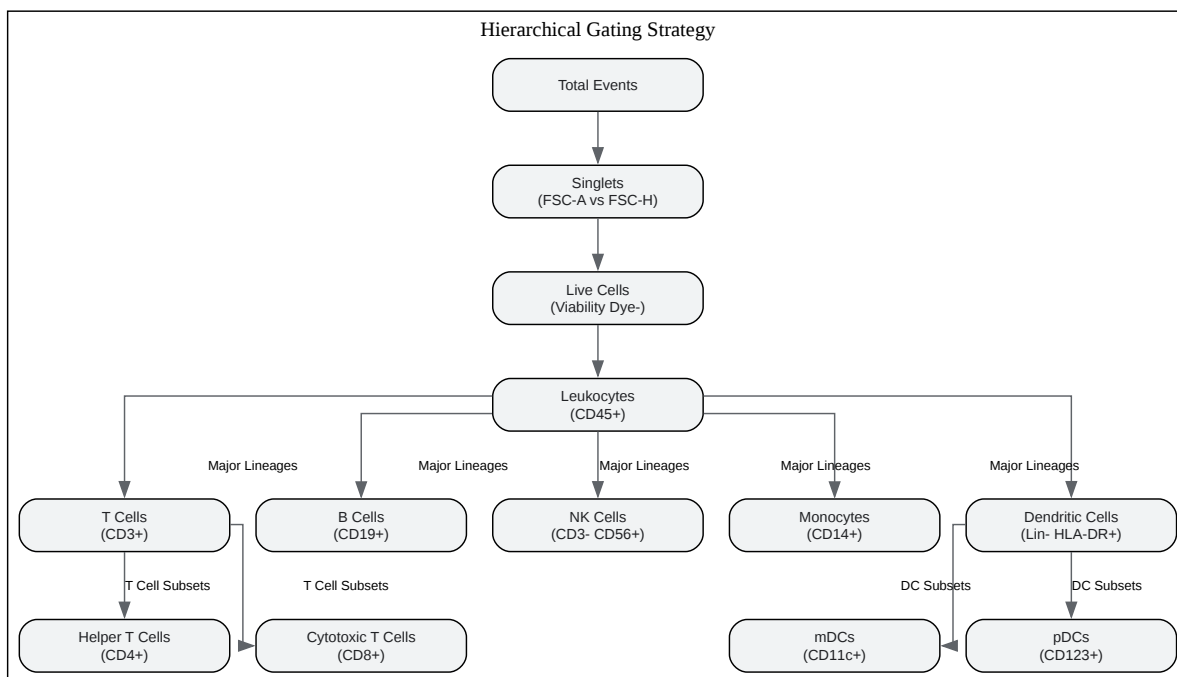 Hierarchical Gating Strategy
Total Events
Singlets
(FSC-A vs FSC-H)
Live Cells
(Viability Dye-)
Leukocytes
(CD45+)
Major Lineages
Major Lineages
Major Lineages
Major Lineages
Major Lineages
T Cells
(CD3+)
B Cells
(CD19+)
NK Cells
(CD3- CD56+)
Monocytes
(CD14+)
Dendritic Cells
(Lin- HLA-DR+)
T Cell Subsets
T Cell Subsets
DC Subsets
DC Subsets
Helper T Cells
(CD4+)
Cytotoxic T Cells
(CD8+)
mDCs
(CD11c+)
pDCs
(CD123+)